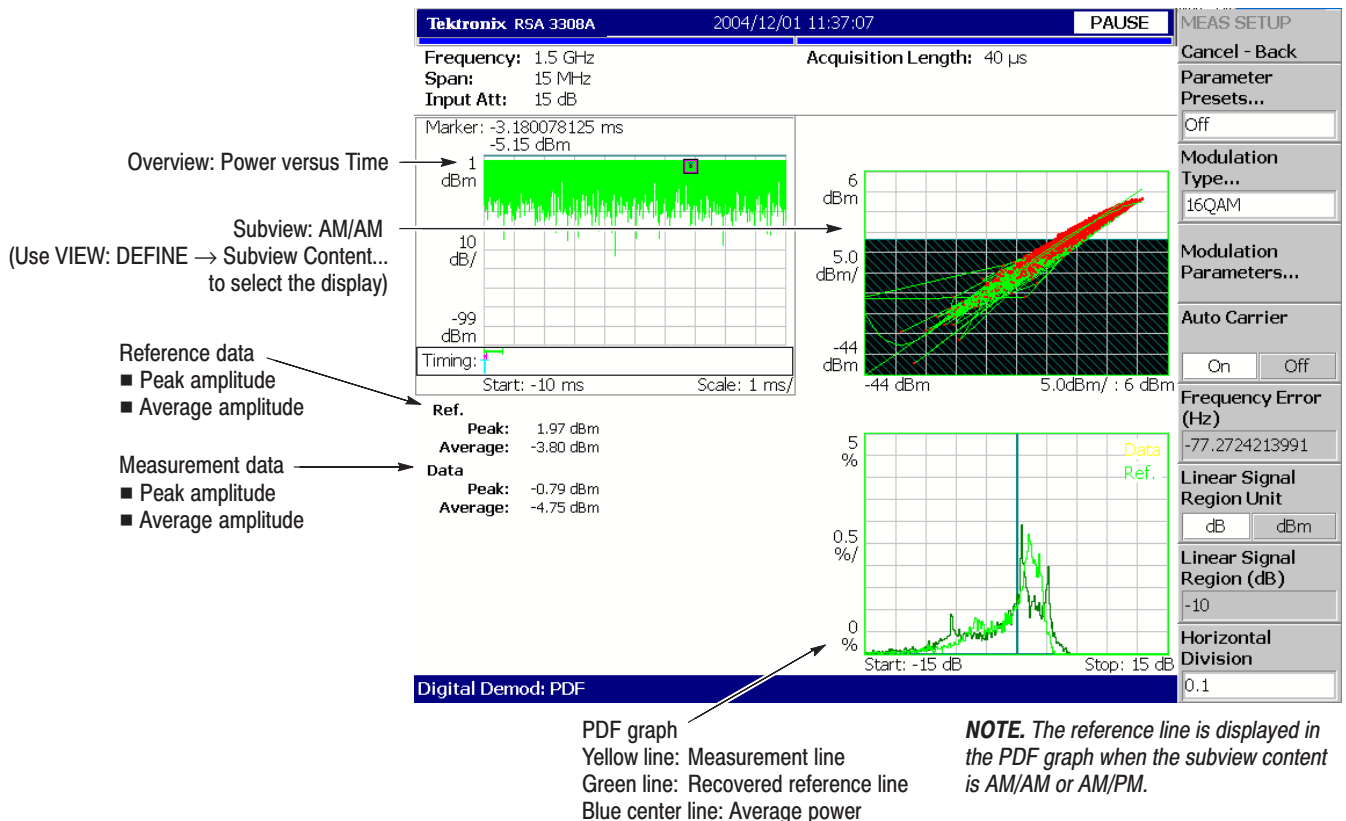 Tektronix RSA 3308A 2004/12/01 11:37:07 PAUSE
Frequency: 1.5 GHz
Span: 15 MHz
Input Att: 15 dB
Acquisition Length: 40 µs
Marker: -3.180078125 ms
-5.15 dBm
1
dBm
10
dB/
-99
dBm
Timing:
Start: -10 ms Scale: 1 ms/
6
dBm
5.0
dBm/
-44
dBm
-44 dBm 5.0dBm/ : 6 dBm
Ref.
Peak: 1.97 dBm
Average: -3.80 dBm
Data
Peak: -0.79 dBm
Average: -4.75 dBm
5
%
Data
Ref.
0.5
%/
0
%
Start: -15 dB Stop: 15 dB
Digital Demod: PDF
MEAS SETUP
Cancel - Back
Parameter
Presets...
Off
Modulation
Type...
16QAM
Modulation
Parameters...
Auto Carrier
On Off
Frequency Error
(Hz)
-77.2724213991
Linear Signal
Region Unit
dB dBm
Linear Signal
Region (dB)
-10
Horizontal
Division
0.1
Overview: Power versus Time
Subview: AM/AM
(Use VIEW: DEFINE → Subview Content...
to select the display)
Reference data
■ Peak amplitude
■ Average amplitude
Measurement data
■ Peak amplitude
■ Average amplitude
PDF graph
Yellow line: Measurement line
Green line: Recovered reference line
Blue center line: Average power
NOTE. The reference line is displayed in
the PDF graph when the subview content
is AM/AM or AM/PM.